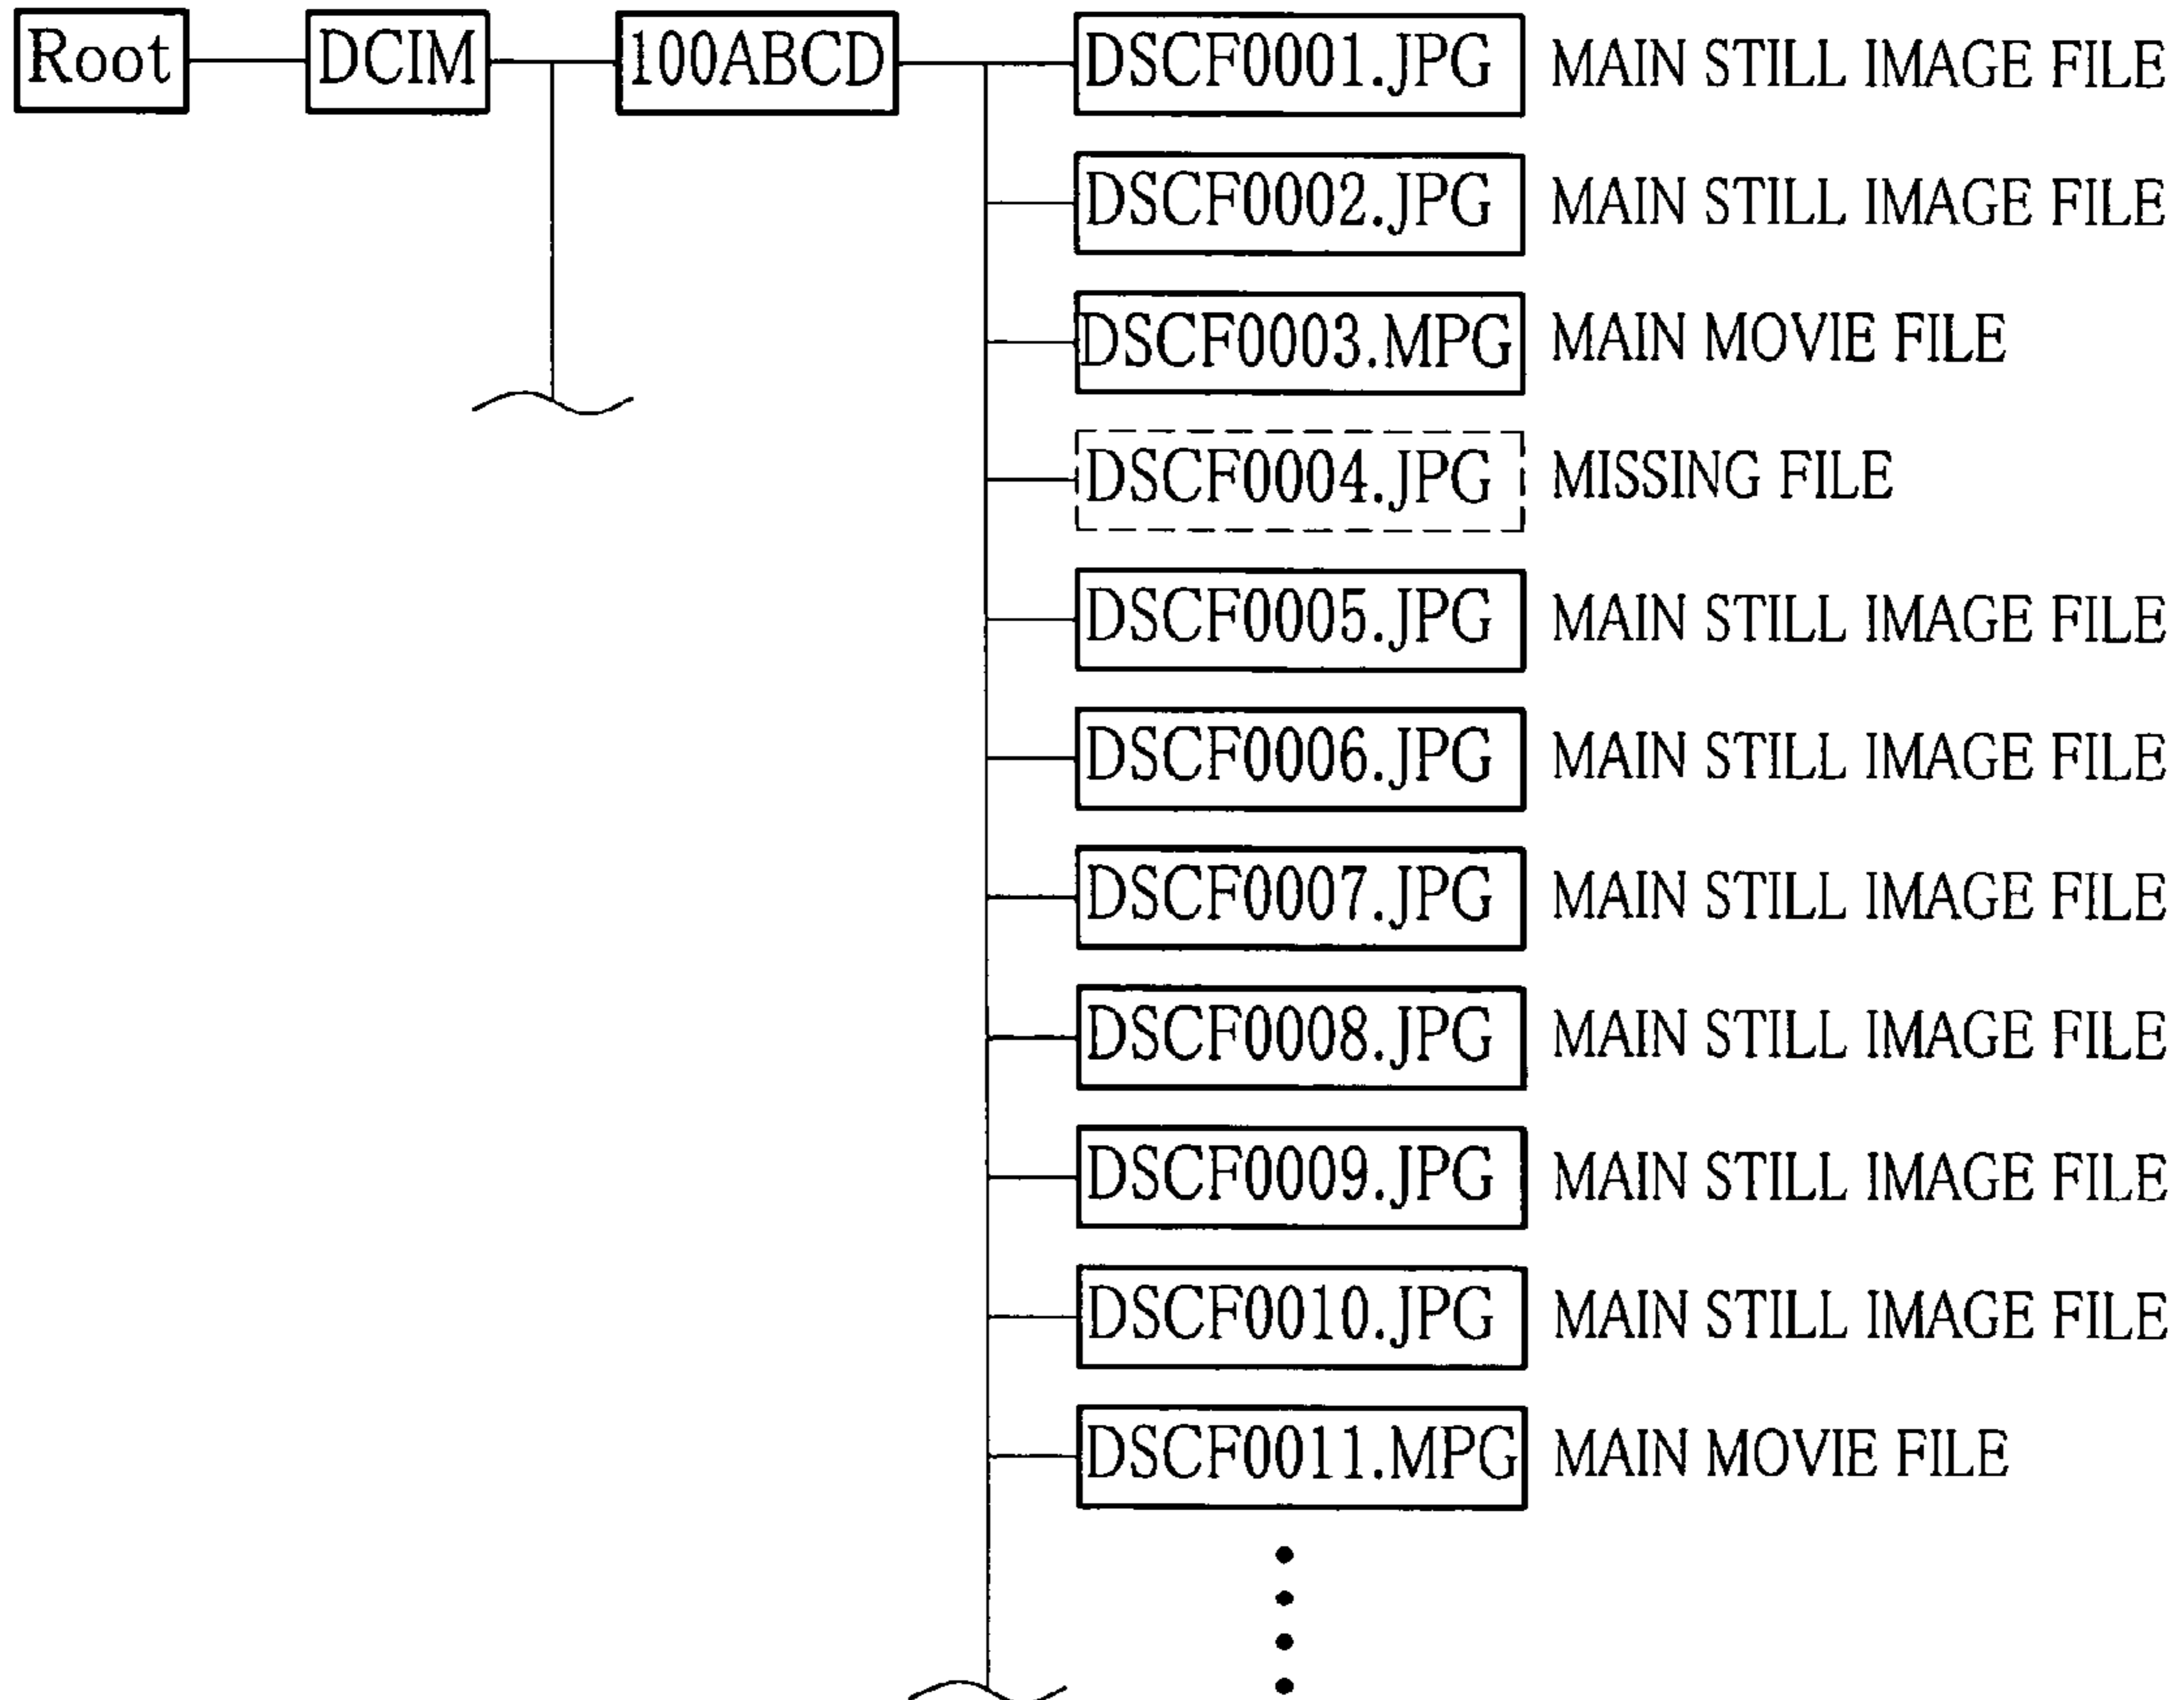 Root DCIM 100ABCD DSCF0001.JPG MAIN STILL IMAGE FILE
DSCF0002.JPG MAIN STILL IMAGE FILE
DSCF0003.MPG MAIN MOVIE FILE
DSCF0004.JPG MISSING FILE
DSCF0005.JPG MAIN STILL IMAGE FILE
DSCF0006.JPG MAIN STILL IMAGE FILE
DSCF0007.JPG MAIN STILL IMAGE FILE
DSCF0008.JPG MAIN STILL IMAGE FILE
DSCF0009.JPG MAIN STILL IMAGE FILE
DSCF0010.JPG MAIN STILL IMAGE FILE
DSCF0011.MPG MAIN MOVIE FILE